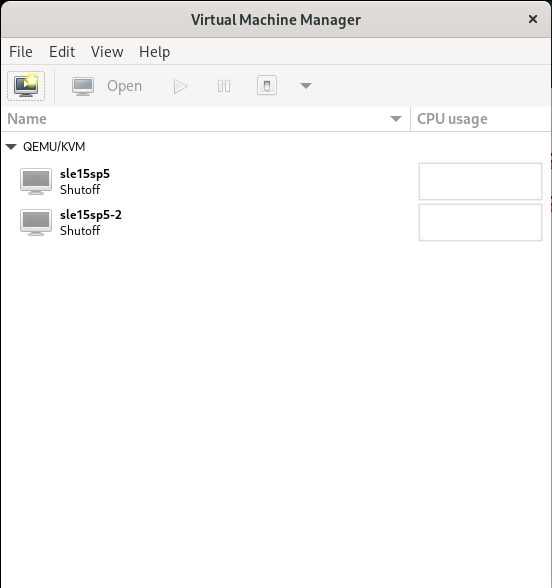 Virtual Machine Manager
File Edit View Help
Open
Name CPU usage
QEMU/KVM
sle15sp5
Shutoff
sle15sp5-2
Shutoff